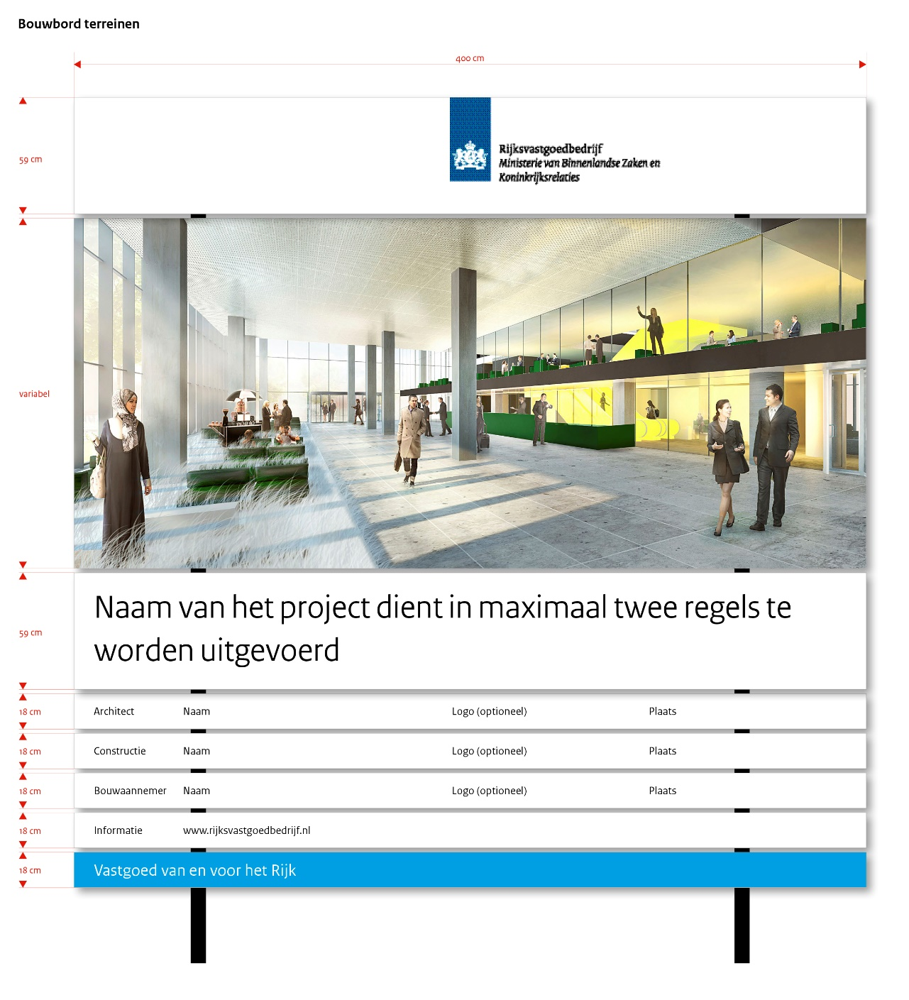 Bouwbord terreinen
400 cm
59 cm
Rijksvastgoedbedrijf
Ministerie van Binnenlandse Zaken en
Koninkrijksrelaties
variabel
59 cm
Naam van het project dient in maximaal twee regels te
worden uitgevoerd
18 cm
Architect Naam Logo (optioneel) Plaats
18 cm
Constructie Naam Logo (optioneel) Plaats
18 cm
Bouwaannemer Naam Logo (optioneel) Plaats
18 cm
Informatie www.rijksvastgoedbedrijf.nl
18 cm
Vastgoed van en voor het Rijk